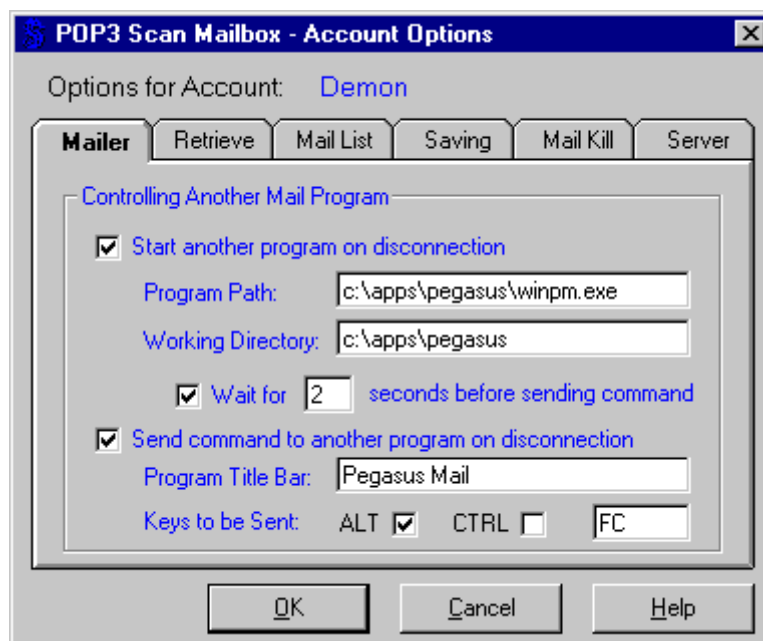 POP3 Scan Mailbox - Account Options
Options for Account: Demon
Mailer Retrieve Mail List Saving Mail Kill Server
Controlling Another Mail Program
Start another program on disconnection
Program Path: c:\apps\pegasus\winpm.exe
Working Directory: c:\apps\pegasus
Wait for 2 seconds before sending command
Send command to another program on disconnection
Program Title Bar: Pegasus Mail
Keys to be Sent: ALT CTRL FC
OK Cancel Help